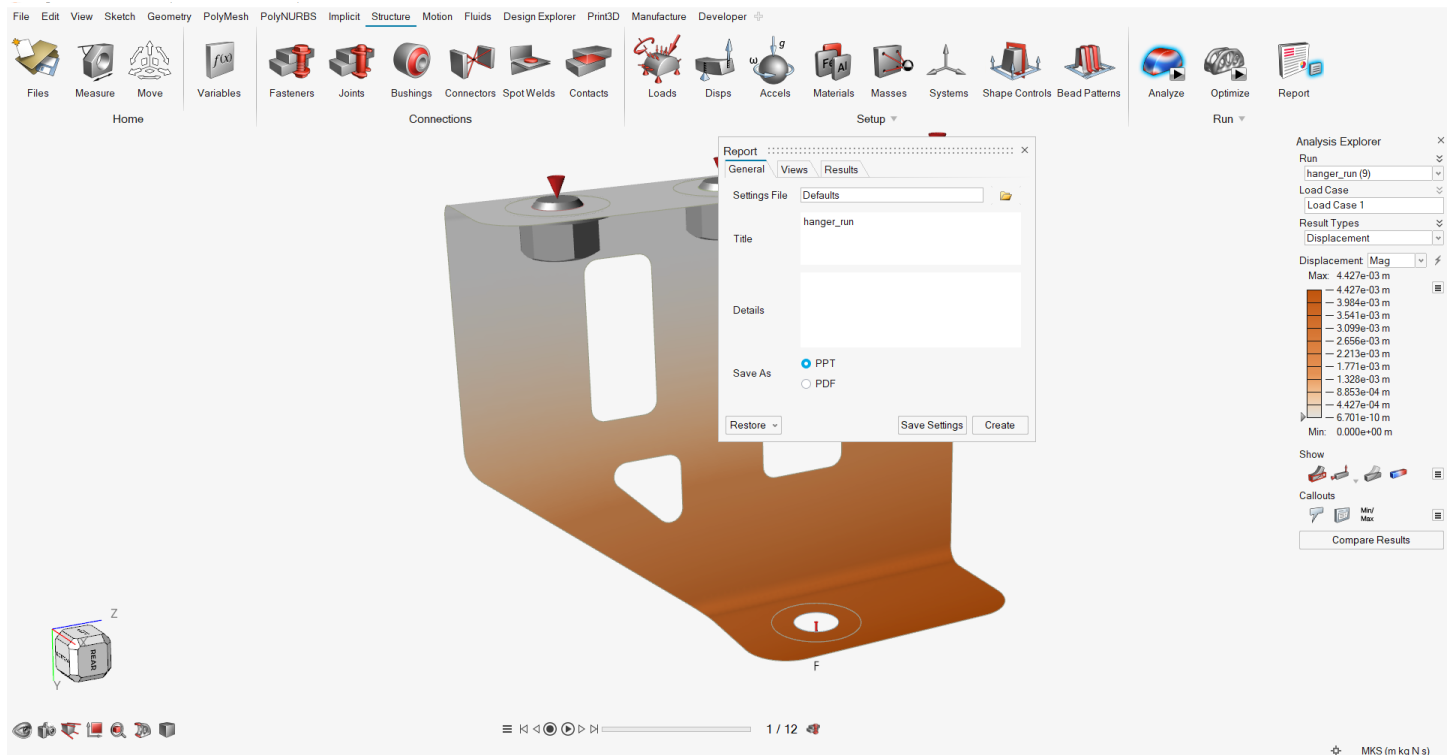 File Edit View Sketch Geometry PolyMesh PolyNURBS Implicit Structure Motion Fluids Design Explorer Print3D Manufacture Developer
f(x)
g
ω
Fe Al
Files Measure Move Variables Fasteners Joints Bushings Connectors Spot Welds Contacts Loads Disps Accels Materials Masses Systems Shape Controls Bead Patterns Analyze Optimize Report
Home Connections Setup Run
Report
General Views Results
Settings File Defaults
Title hanger_run
Details
Save As PPT
PDF
Restore Save Settings Create
Analysis Explorer
Run
hanger_run (9)
Load Case
Load Case 1
Result Types
Displacement
Displacement: Mag
Max: 4.427e-03 m
4.427e-03 m
3.984e-03 m
3.541e-03 m
3.099e-03 m
2.656e-03 m
2.213e-03 m
1.771e-03 m
1.328e-03 m
8.853e-04 m
4.427e-04 m
6.701e-10 m
Min: 0.000e+00 m
Show
Callouts
Min/
Max
Compare Results
F
Z
REAR
Y
1 / 12
MKS (m kg N s)